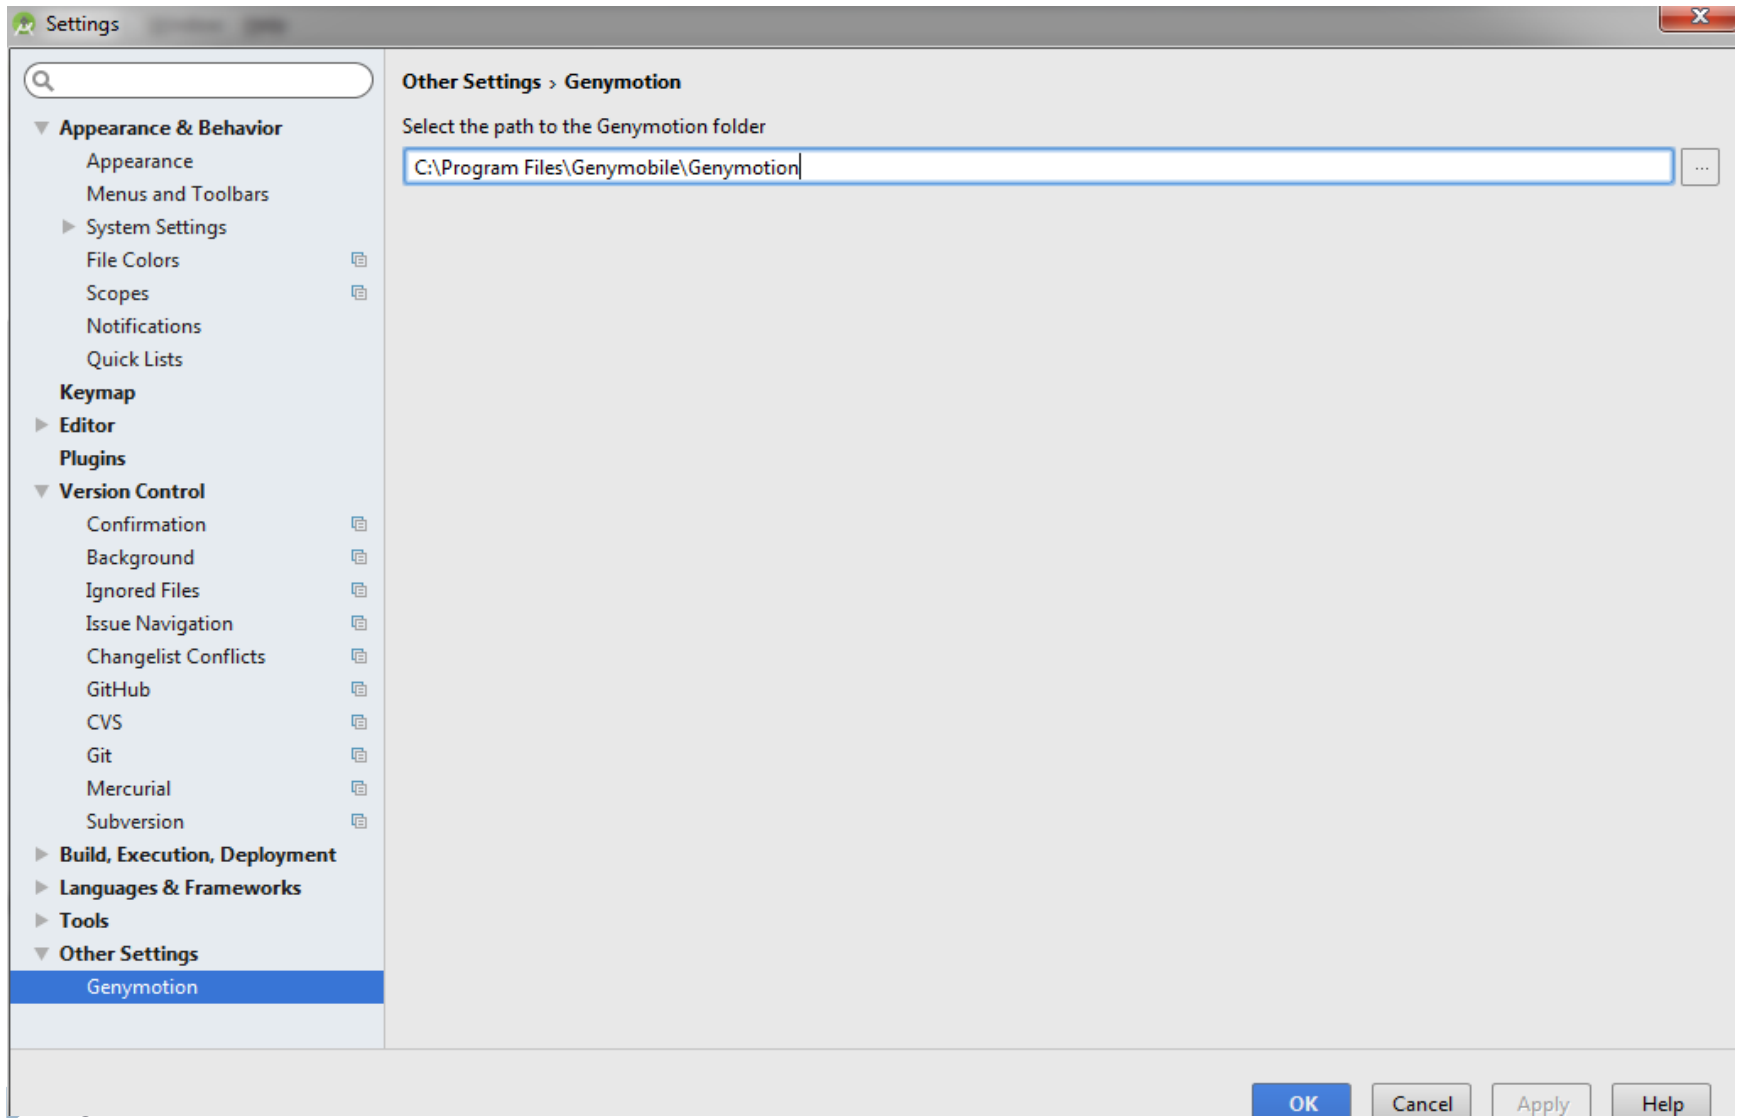 Settings
Other Settings › Genymotion
Select the path to the Genymotion folder
C:\Program Files\Genymobile\Genymotion
...
Appearance & Behavior
Appearance
Menus and Toolbars
System Settings
File Colors
Scopes
Notifications
Quick Lists
Keymap
Editor
Plugins
Version Control
Confirmation
Background
Ignored Files
Issue Navigation
Changelist Conflicts
GitHub
CVS
Git
Mercurial
Subversion
Build, Execution, Deployment
Languages & Frameworks
Tools
Other Settings
Genymotion
OK
Cancel
Apply
Help